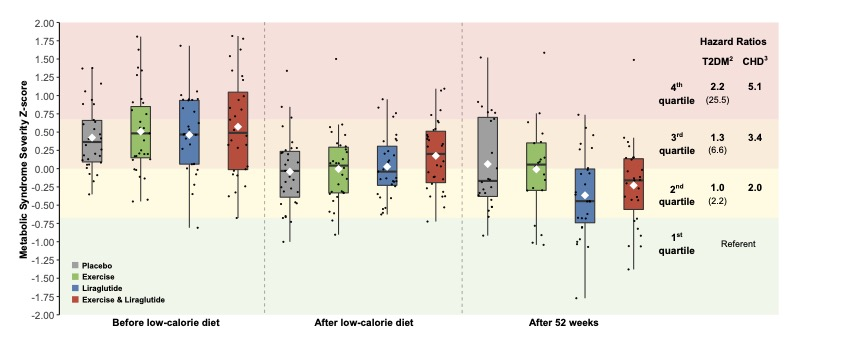 Metabolic Syndrome Severity Z-score
2.00
1.75
1.50
1.25
1.00
0.75
0.50
0.25
0.00
-0.25
-0.50
-0.75
-1.00
-1.25
-1.50
-1.75
-2.00
Hazard Ratios
T2DM² CHD³
4th quartile 2.2 (25.5) 5.1
3rd quartile 1.3 (6.6) 3.4
2nd quartile 1.0 (2.2) 2.0
1st quartile Referent
Placebo
Exercise
Liraglutide
Exercise & Liraglutide
Before low-calorie diet After low-calorie diet After 52 weeks